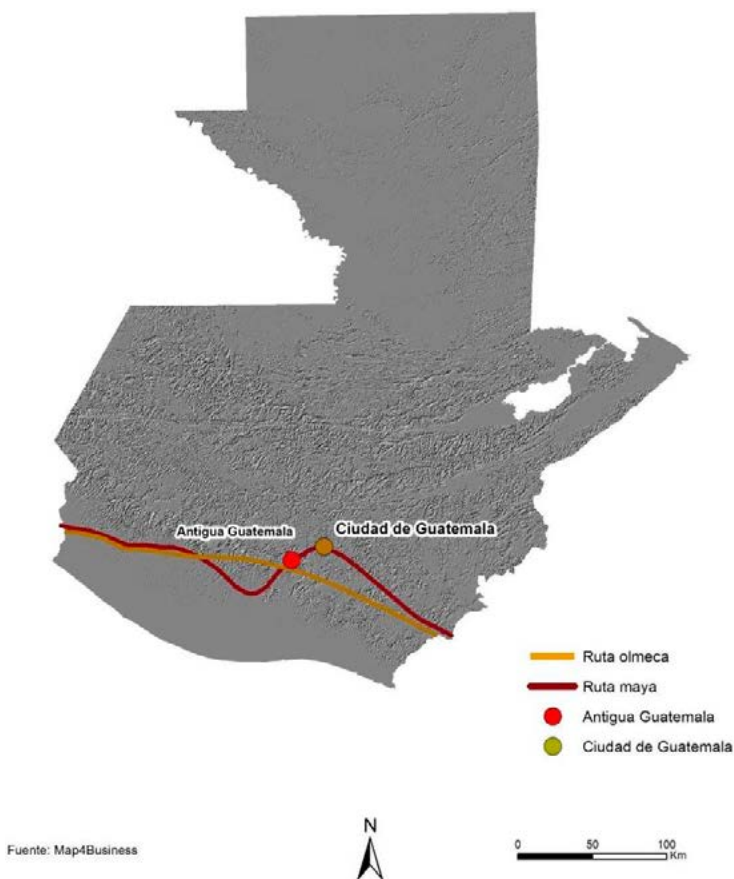 Antigua Guatemala
Ciudad de Guatemala
Ruta olmeca
Ruta maya
Antigua Guatemala
Ciudad de Guatemala
N
Fuente: Map4Business
0 50 100
Km